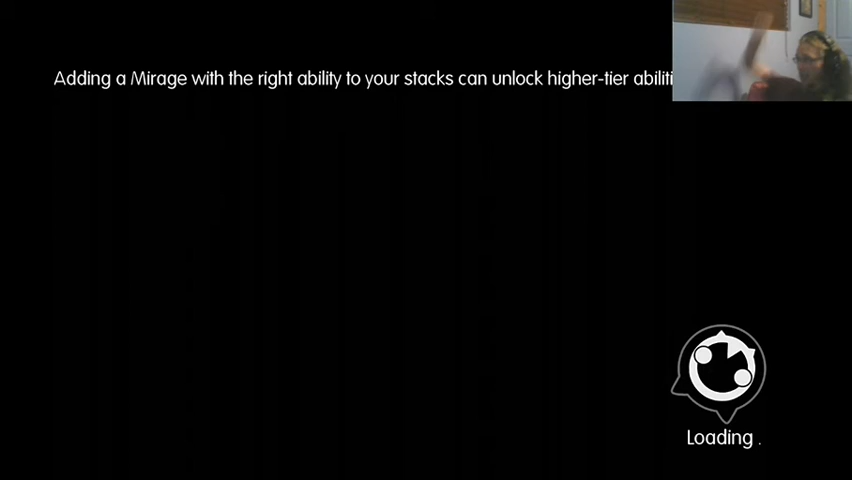 Adding a Mirage with the right ability to your stacks can unlock higher-tier
Loading .